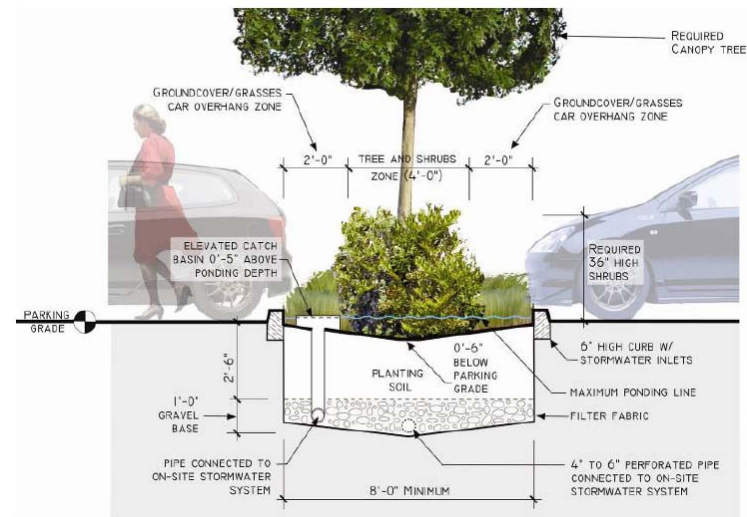 REQUIRED
CANOPY TREE
GROUNDCOVER/GRASSES
CAR OVERHANG ZONE
GROUNDCOVER/GRASSES
CAR OVERHANG ZONE
2'-0"
TREE AND SHRUBS
ZONE (4'-0")
2'-0"
ELEVATED CATCH
BASIN 0'-5" ABOVE
PONDING DEPTH
REQUIRED
36" HIGH
SHRUBS
PARKING
GRADE
2'-6"
1'-0"
GRAVEL
BASE
PLANTING
SOIL
0'-6"
BELOW
PARKING
GRADE
6" HIGH CURB W/
STORMWATER INLETS
MAXIMUM PONDING LINE
FILTER FABRIC
PIPE CONNECTED TO
ON-SITE STORMWATER
SYSTEM
8'-0" MINIMUM
4" TO 6" PERFORATED PIPE
CONNECTED TO ON-SITE
STORMWATER SYSTEM